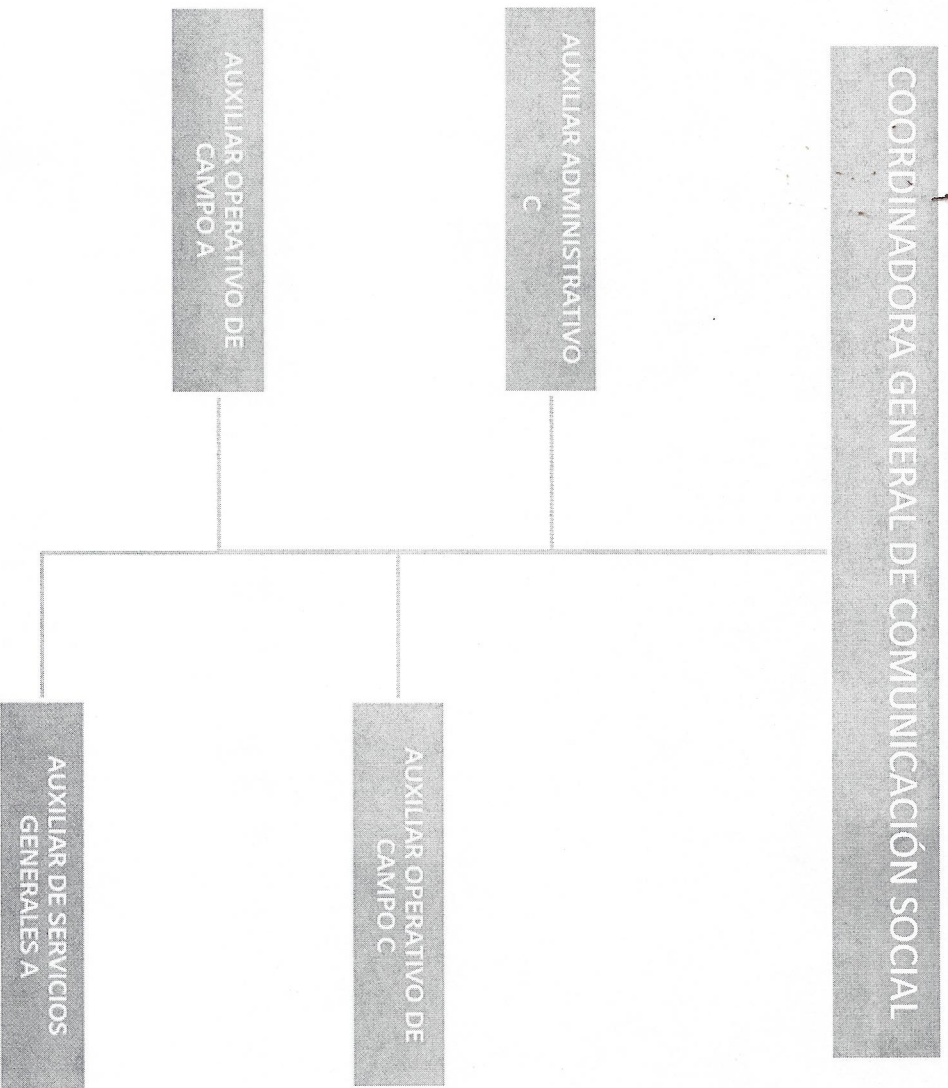 COORDINADORA GENERAL DE COMUNICACIÓN SOCIAL
AUXILIAR ADMINISTRATIVO
C
AUXILIAR OPERATIVO DE
CAMPO C
AUXILIAR OPERATIVO DE
CAMPO A
AUXILIAR DE SERVICIOS
GENERALES A